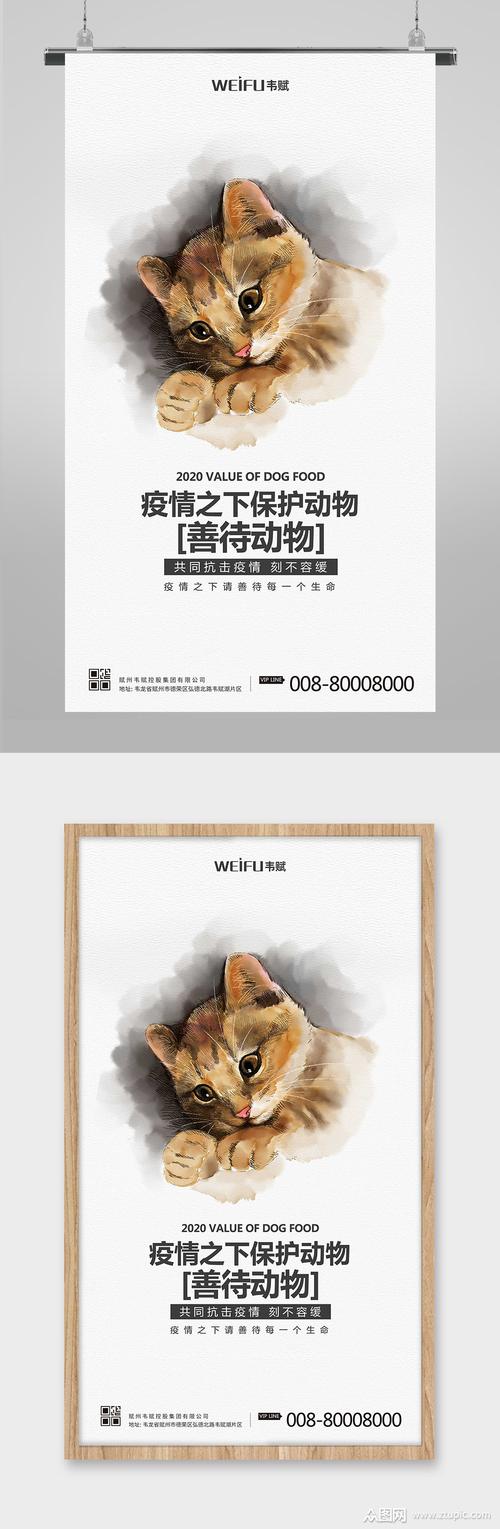 WEIFU韦赋
2020 VALUE OF DOG FOOD
疫情之下保护动物
[善待动物]
共同抗击疫情 刻不容缓
疫情之下请善待每一个生命
赋州韦赋控股集团有限公司
地址: 韦龙省赋州市德荣区弘德北路韦赋湖片区
VIP LINE
008-80008000
WEIFU韦赋
2020 VALUE OF DOG FOOD
疫情之下保护动物
[善待动物]
共同抗击疫情 刻不容缓
疫情之下请善待每一个生命
赋州韦赋控股集团有限公司
地址: 韦龙省赋州市德荣区弘德北路韦赋湖片区
VIP LINE
008-80008000
众图网
www.ztupic.com